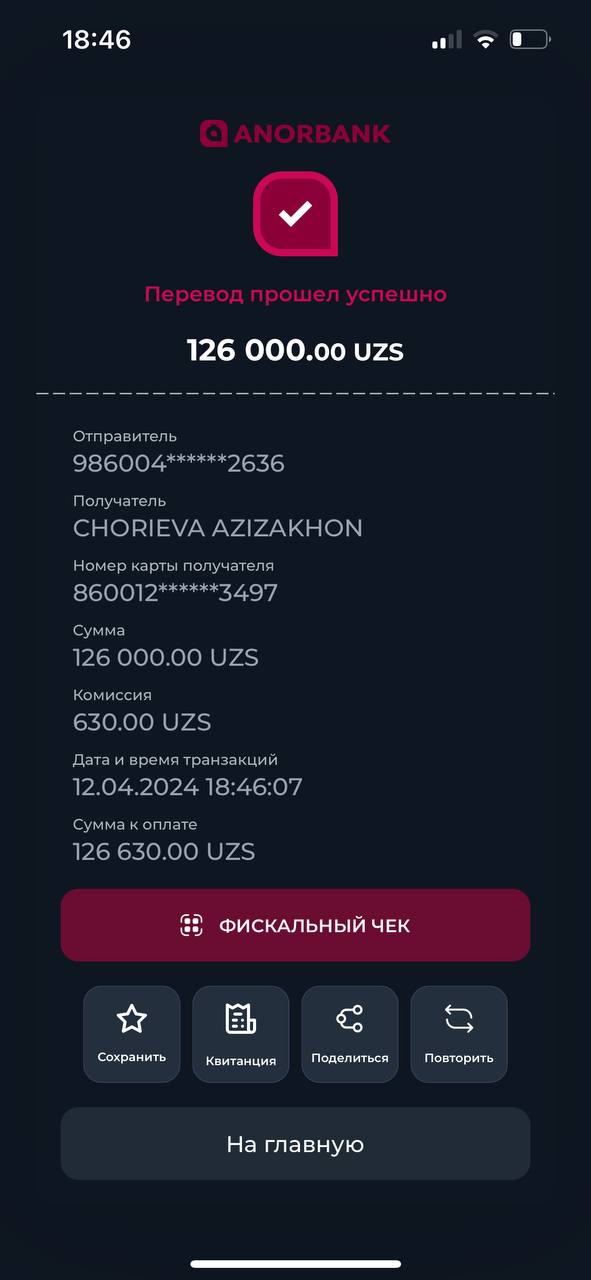 18:46
ANORBANK
Перевод прошел успешно
126 000.00 UZS
Отправитель
986004******2636
Получатель
CHORIEVA AZIZAKHON
Номер карты получателя
860012******3497
Сумма
126 000.00 UZS
Комиссия
630.00 UZS
Дата и время транзакций
12.04.2024 18:46:07
Сумма к оплате
126 630.00 UZS
ФИСКАЛЬНЫЙ ЧЕК
Сохранить Квитанция Поделиться Повторить
На главную